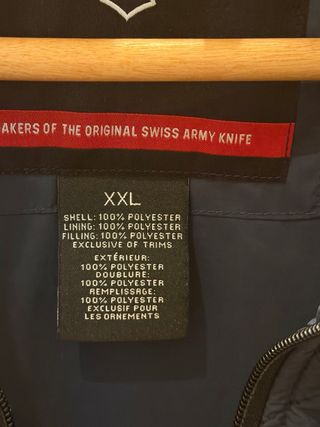 AKERS OF THE ORIGINAL SWISS ARMY KNIFE
XXL
SHELL: 100% POLYESTER
LINING: 100% POLYESTER
FILLING: 100% POLYESTER
EXCLUSIVE OF TRIMS
EXTÉRIEUR:
100% POLYESTER
DOUBLURE:
100% POLYESTER
REMPLISSAGE:
100% POLYESTER
EXCLUSIF POUR
LES ORNEMENTS